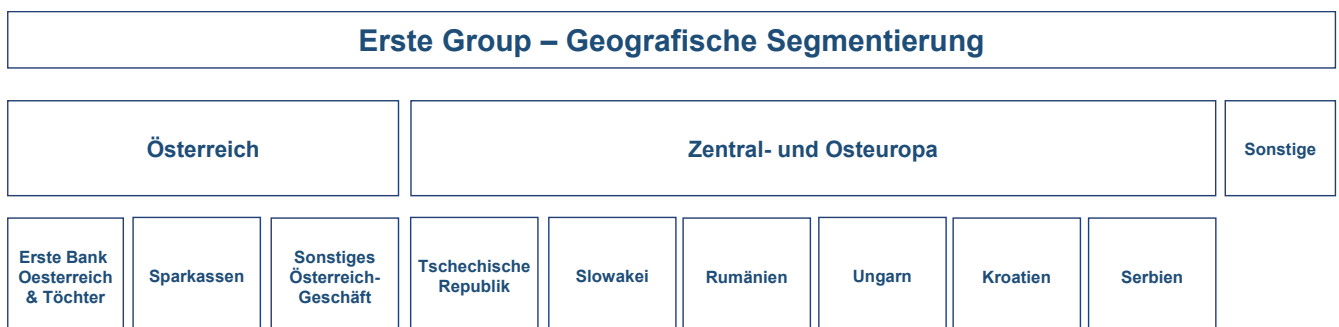 Erste Group – Geografische Segmentierung
Österreich
Zentral- und Osteuropa
Sonstige
Erste Bank
Oesterreich
& Töchter
Sparkassen
Sonstiges
Österreich-
Geschäft
Tschechische
Republik
Slowakei
Rumänien
Ungarn
Kroatien
Serbien